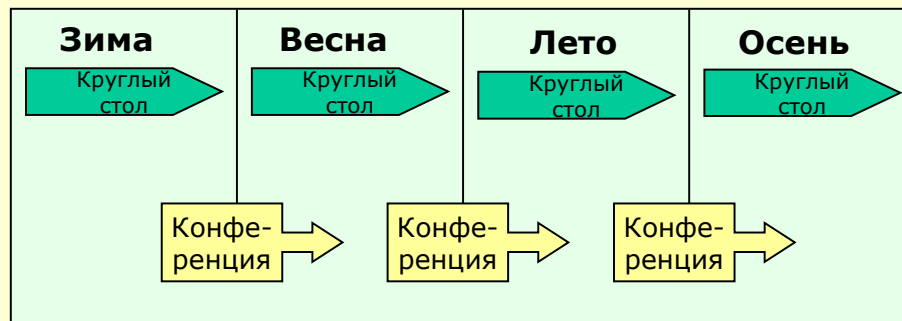 Зима
Весна
Лето
Осень
Круглый
стол
Круглый
стол
Круглый
стол
Круглый
стол
Конфе-
ренция
Конфе-
ренция
Конфе-
ренция